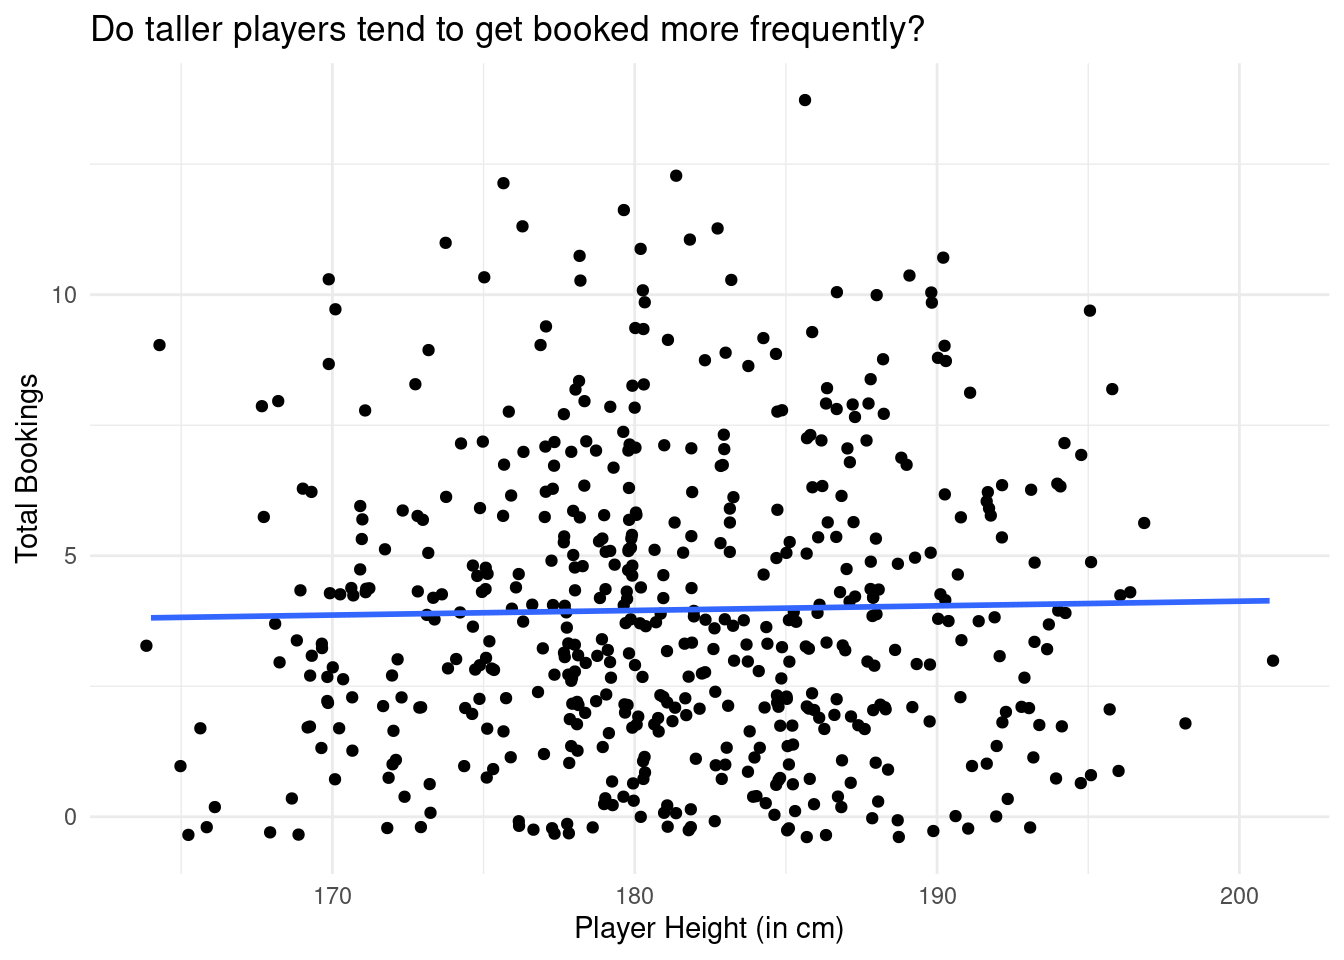 Do taller players tend to get booked more frequently?
10
5
0
Total Bookings
170 180 190 200
Player Height (in cm)